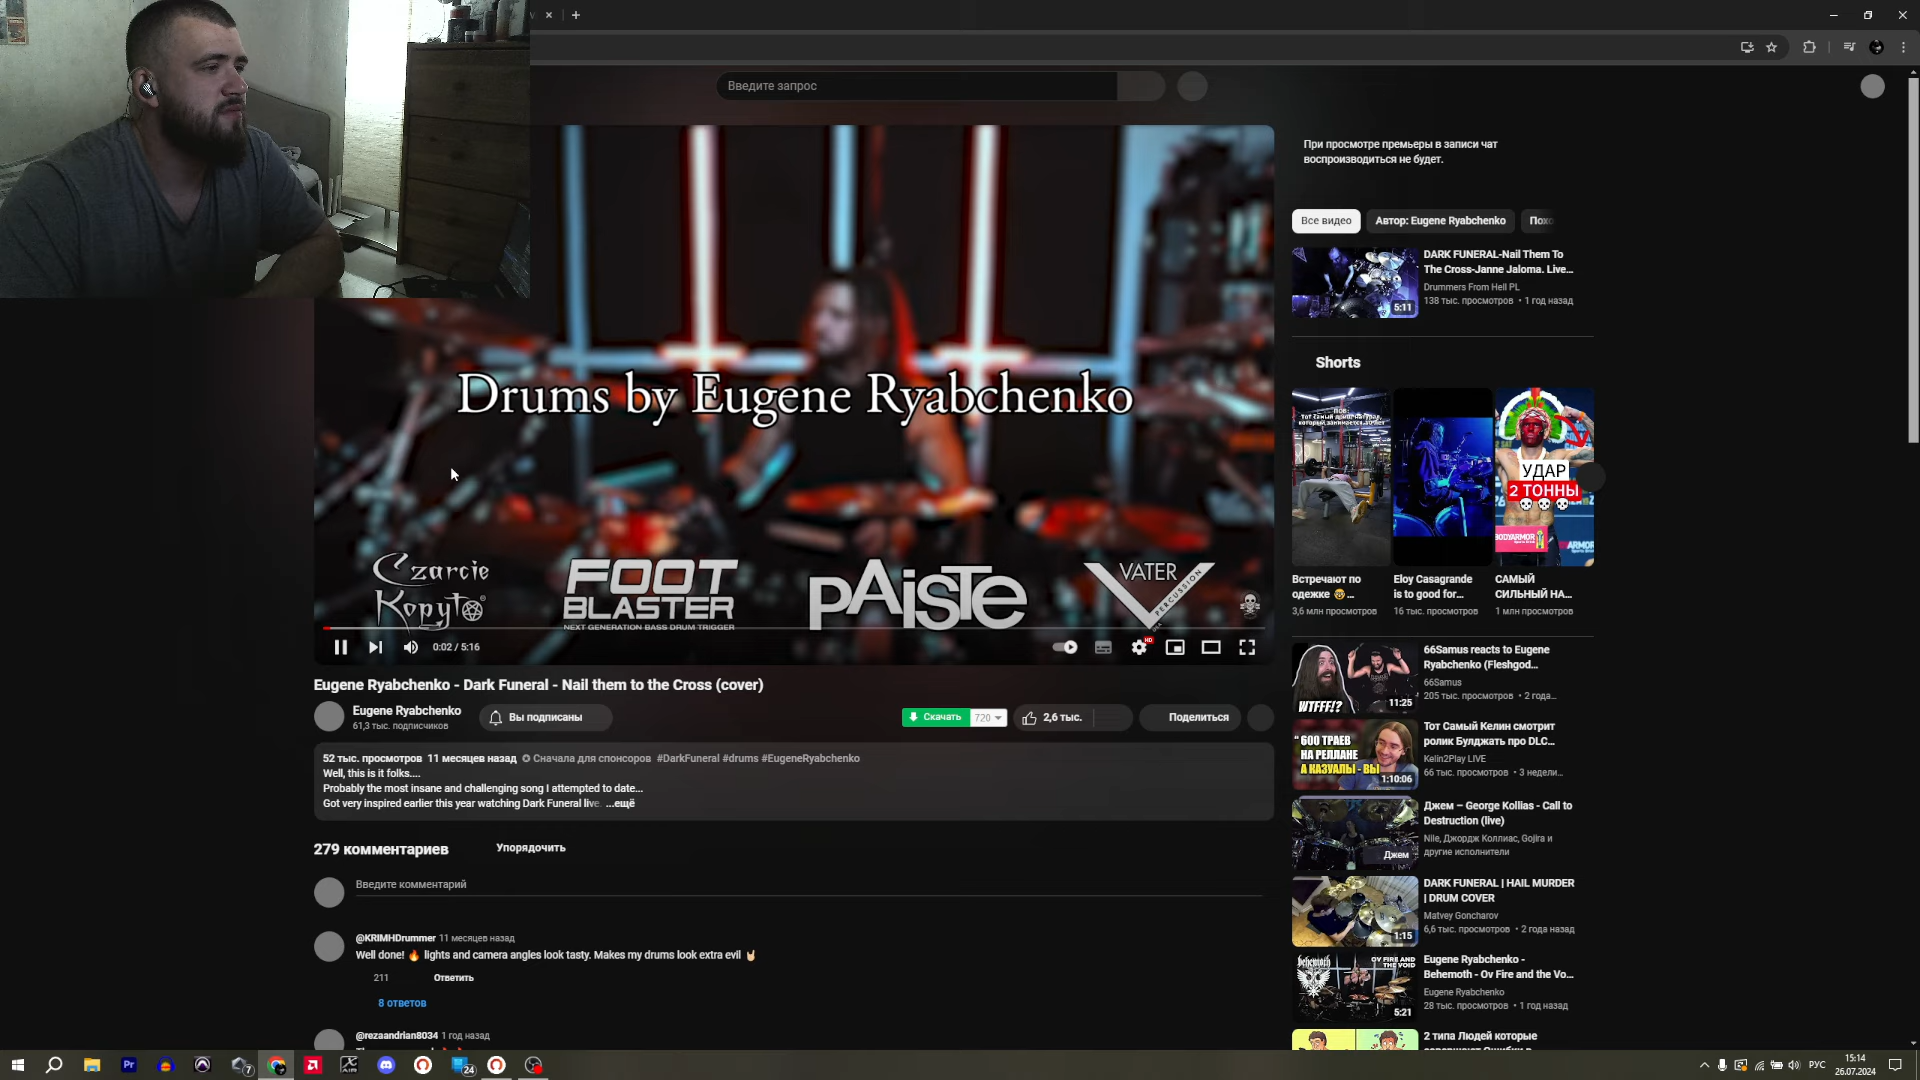 Введите запрос
При просмотре премьеры в записи чат
воспроизводиться не будет.
Все видео
Автор: Eugene Ryabchenko
Похо
DARK FUNERAL-Nail Them To
The Cross-Janne Jaloma. Live...
Drummers From Hell PL
138 тыс. просмотров • 1 год назад
5:11
Shorts
Drums by Eugene Ryabchenko
УДАР
2 ТОННЫ
BODYARMOR
Встречают по
одежке 🤓...
3,6 млн просмотров
Eloy Casagrande
is to good for...
16 тыс. просмотров
САМЫЙ
СИЛЬНЫЙ НА...
1 млн просмотров
Czarcie
Kopyto
FOOT
BLASTER
NEXT GENERATION BASS DRUM TRIGGER
PAiSTe
VATER
PERCUSSION
0:02 / 5:16
HD
Eugene Ryabchenko - Dark Funeral - Nail them to the Cross (cover)
Eugene Ryabchenko
61,3 тыс. подписчиков
Вы подписаны
Скачать
720
2,6 тыс.
Поделиться
52 тыс. просмотров 11 месяцев назад ✪ Сначала для спонсоров #DarkFuneral #drums #EugeneRyabchenko
Well, this is it folks....
Probably the most insane and challenging song I attempted to date...
Got very inspired earlier this year watching Dark Funeral live. ...ещё
279 комментариев
Упорядочить
Введите комментарий
@KRIMHDrummer 11 месяцев назад
Well done! 🔥 lights and camera angles look tasty. Makes my drums look extra evil 🤘🏻
211
Ответить
8 ответов
@rezaandrian8034 1 год назад
WTFFF!?
11:25
66Samus reacts to Eugene
Ryabchenko (Fleshgod...
66Samus
205 тыс. просмотров • 2 года...
" 600 ТРАЕВ
НА РЕЛЛАНЕ
А КАЗУАЛЫ - ВЫ
1:10:06
Тот Самый Келин смотрит
ролик Булджать про DLC...
Kelin2Play LIVE
66 тыс. просмотров • 3 недели...
Джем
Джем – George Kollias - Call to
Destruction (live)
Nile, Джордж Коллиас, Gojira и
другие исполнители
1:15
DARK FUNERAL | HAIL MURDER
| DRUM COVER
Matvey Goncharov
6,6 тыс. просмотров • 2 года назад
behemoth
OV FIRE AND
THE VOID
5:21
Eugene Ryabchenko -
Behemoth - Ov Fire and the Vo...
Eugene Ryabchenko
28 тыс. просмотров • 1 год назад
2 типа Людей которые
7
24
РУС
15:14
26.07.2024